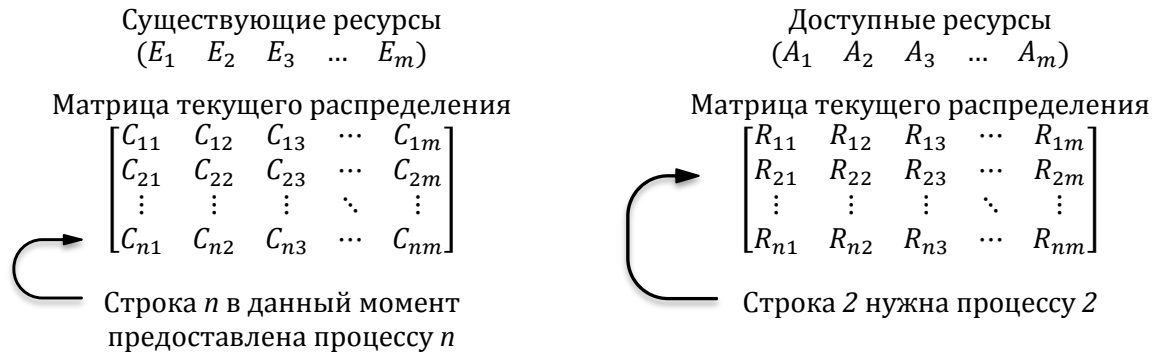 Существующие ресурсы
(E₁ E₂ E₃ … Eₘ)
Матрица текущего распределения
[C₁₁ C₁₂ C₁₃ ⋯ C₁ₘ]
[C₂₁ C₂₂ C₂₃ ⋯ C₂ₘ]
[⋮ ⋮ ⋮ ⋱ ⋮]
[Cₙ₁ Cₙ₂ Cₙ₃ ⋯ Cₙₘ]
Строка n в данный момент
предоставлена процессу n
Доступные ресурсы
(A₁ A₂ A₃ … Aₘ)
Матрица текущего распределения
[R₁₁ R₁₂ R₁₃ ⋯ R₁ₘ]
[R₂₁ R₂₂ R₂₃ ⋯ R₂ₘ]
[⋮ ⋮ ⋮ ⋱ ⋮]
[Rₙ₁ Rₙ₂ Rₙ₃ ⋯ Rₙₘ]
Строка 2 нужна процессу 2